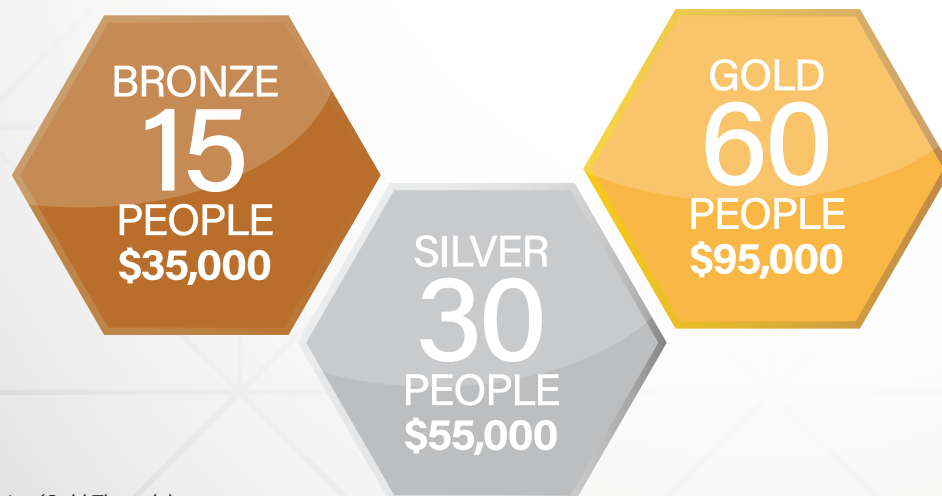 BRONZE
15
PEOPLE
$35,000
SILVER
30
PEOPLE
$55,000
GOLD
60
PEOPLE
$95,000